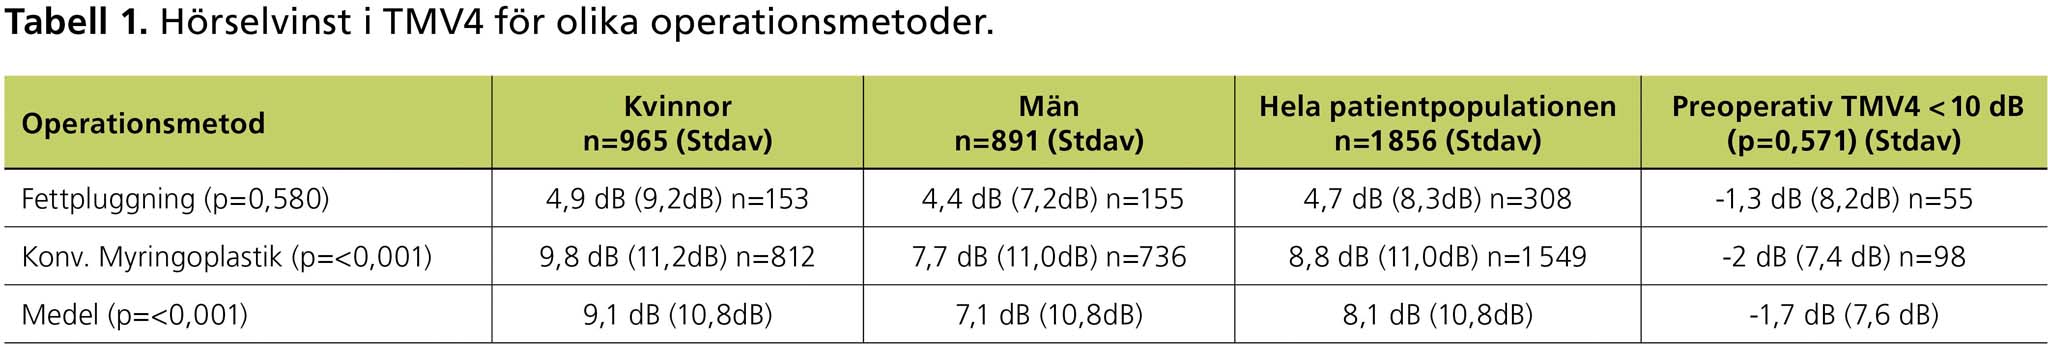 Tabell 1. Hörselvinst i TMV4 för olika operationsmetoder.
Operationsmetod
Kvinnor
n=965 (Stdav)
Män
n=891 (Stdav)
Hela patientpopulationen
n=1856 (Stdav)
Preoperativ TMV4 <10 dB
(p=0,571) (Stdav)
Fettpluggning (p=0,580) 4,9 dB (9,2dB) n=153 4,4 dB (7,2dB) n=155 4,7 dB (8,3dB) n=308 -1,3 dB (8,2dB) n=55
Konv. Myringoplastik (p=<0,001) 9,8 dB (11,2dB) n=812 7,7 dB (11,0dB) n=736 8,8 dB (11,0dB) n=1 549 -2 dB (7,4 dB) n=98
Medel (p=<0,001) 9,1 dB (10,8dB) 7,1 dB (10,8dB) 8,1 dB (10,8dB) -1,7 dB (7,6 dB)